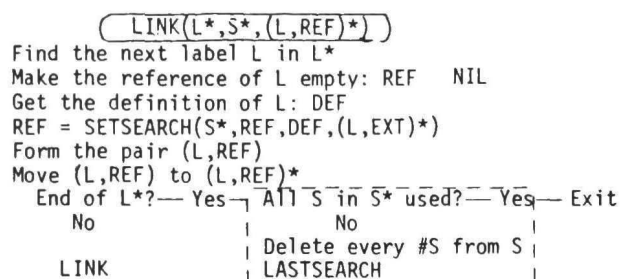 LINK(L*,S*,(L,REF)*)
Find the next label L in L*
Make the reference of L empty: REF NIL
Get the definition of L: DEF
REF = SETSEARCH(S*,REF,DEF,(L,EXT)*)
Form the pair (L,REF)
Move (L,REF) to (L,REF)*
End of L*?— Yes All S in S* used?— Yes — Exit
No No
Delete every #S from S
LINK LASTSEARCH